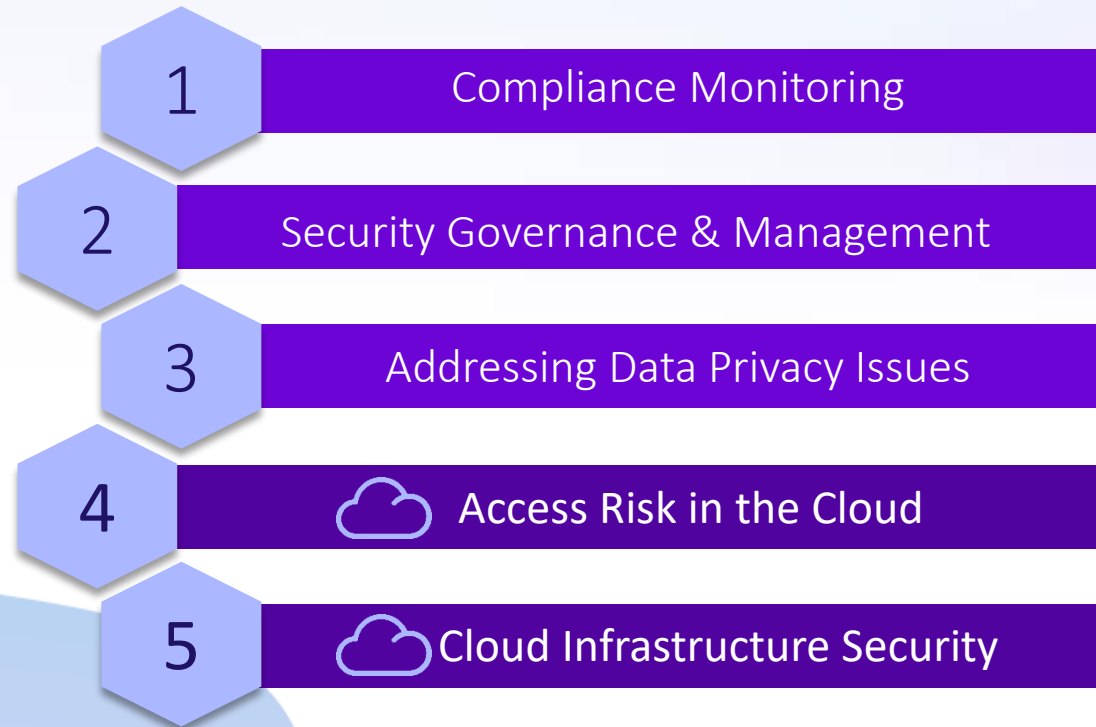 1 Compliance Monitoring
2 Security Governance & Management
3 Addressing Data Privacy Issues
4 Access Risk in the Cloud
5 Cloud Infrastructure Security